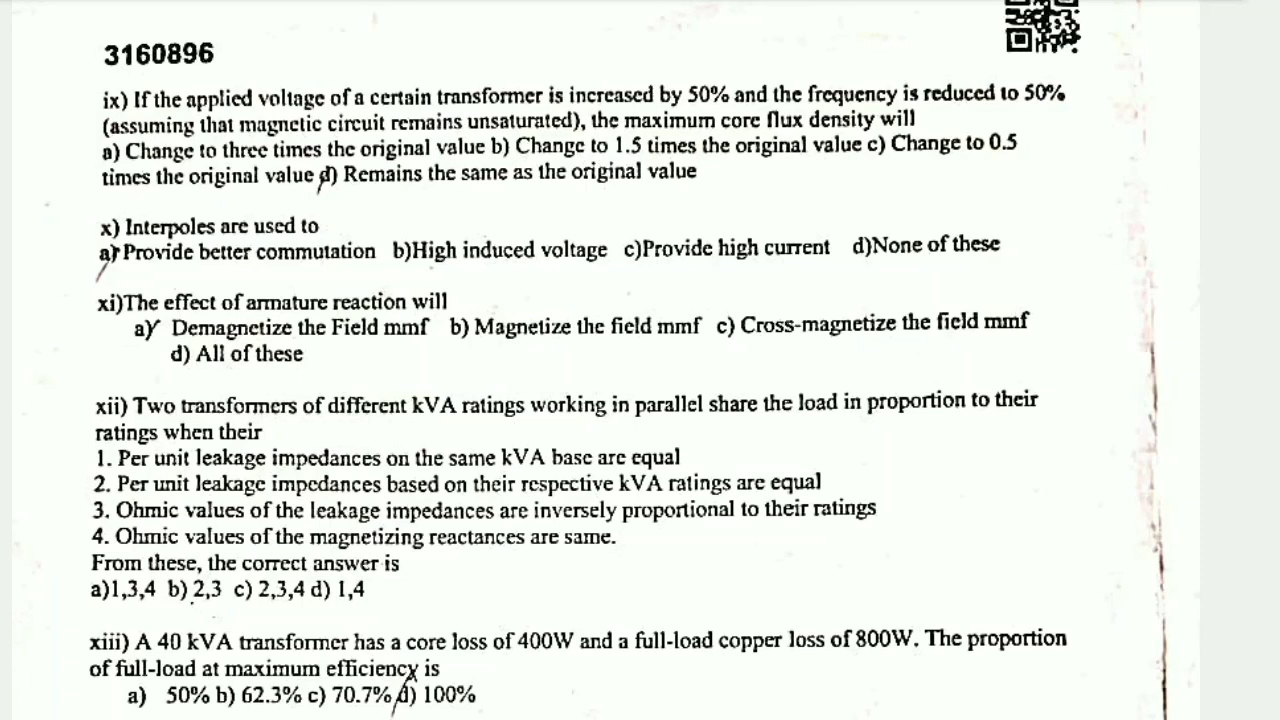 3160896
ix) If the applied voltage of a certain transformer is increased by 50% and the frequency is reduced to 50%
(assuming that magnetic circuit remains unsaturated), the maximum core flux density will
a) Change to three times the original value b) Change to 1.5 times the original value c) Change to 0.5
times the original value d) Remains the same as the original value
x) Interpoles are used to
a) Provide better commutation b)High induced voltage c)Provide high current d)None of these
xi)The effect of armature reaction will
a) Demagnetize the Field mmf b) Magnetize the field mmf c) Cross-magnetize the field mmf
d) All of these
xii) Two transformers of different kVA ratings working in parallel share the load in proportion to their
ratings when their
1. Per unit leakage impedances on the same kVA base are equal
2. Per unit leakage impedances based on their respective kVA ratings are equal
3. Ohmic values of the leakage impedances are inversely proportional to their ratings
4. Ohmic values of the magnetizing reactances are same.
From these, the correct answer is
a)1,3,4 b) 2,3 c) 2,3,4 d) 1,4
xiii) A 40 kVA transformer has a core loss of 400W and a full-load copper loss of 800W. The proportion
of full-load at maximum efficiency is
a) 50% b) 62.3% c) 70.7% d) 100%